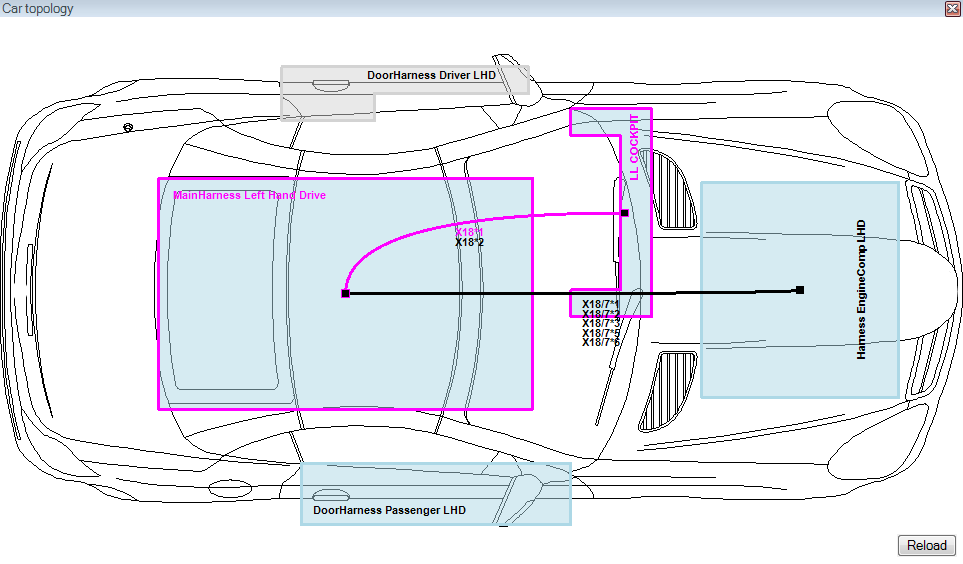 Car topology
DoorHarness Driver LHD
LL COCKPIT
MainHarness Left Hand Drive
X18*1
X18*2
Harness EngineComp LHD
X18/7*1
X18/7*2
X18/7*3
X18/7*5
X18/7*6
DoorHarness Passenger LHD
Reload